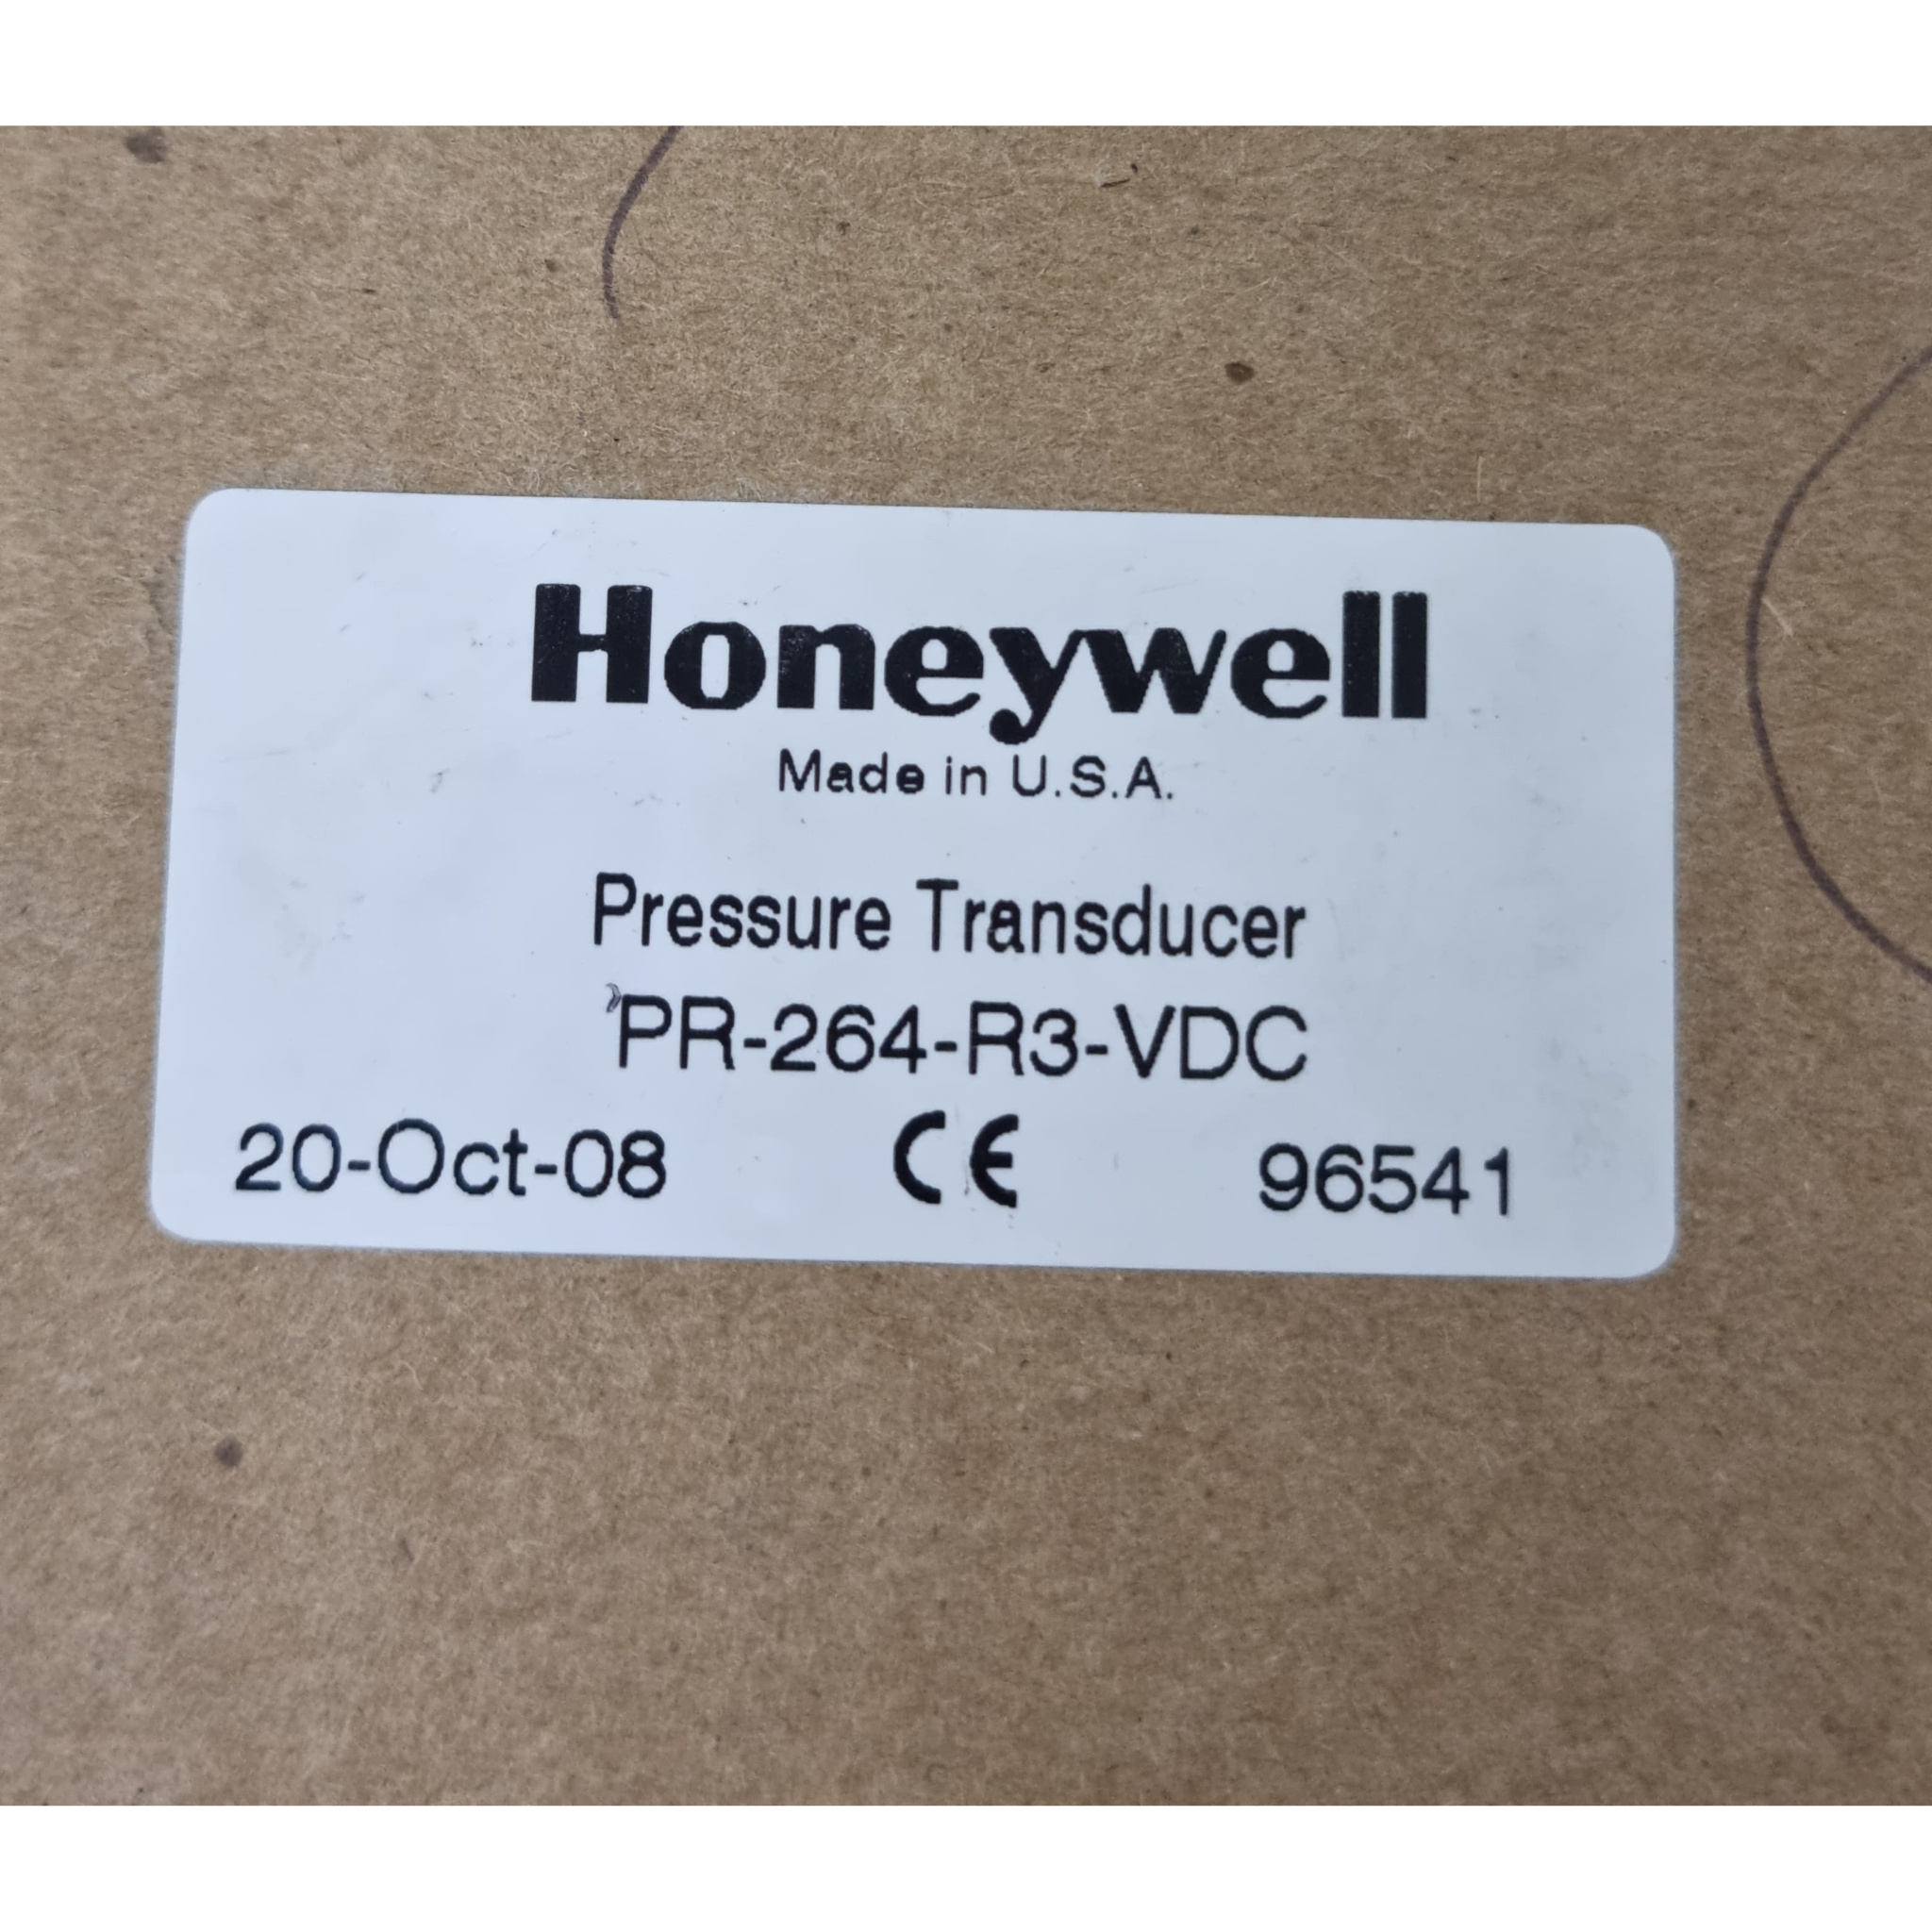 Honeywell
Made in U.S.A.
Pressure Transducer
PR-264-R3-VDC
20-Oct-08 CE 96541